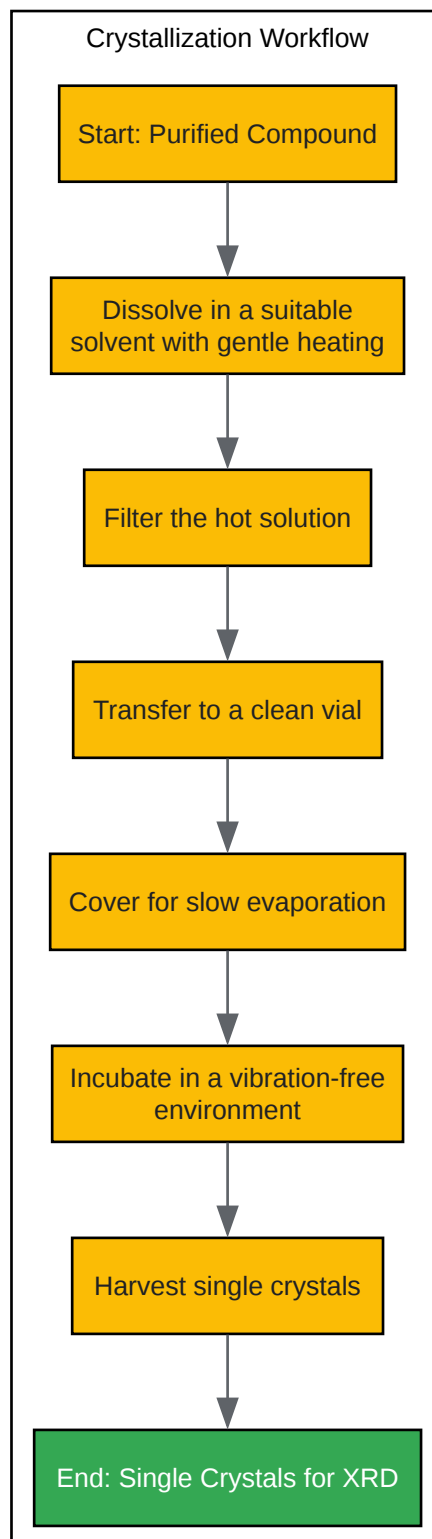 Crystallization Workflow
Start: Purified Compound
Dissolve in a suitable
solvent with gentle heating
Filter the hot solution
Transfer to a clean vial
Cover for slow evaporation
Incubate in a vibration-free
environment
Harvest single crystals
End: Single Crystals for XRD